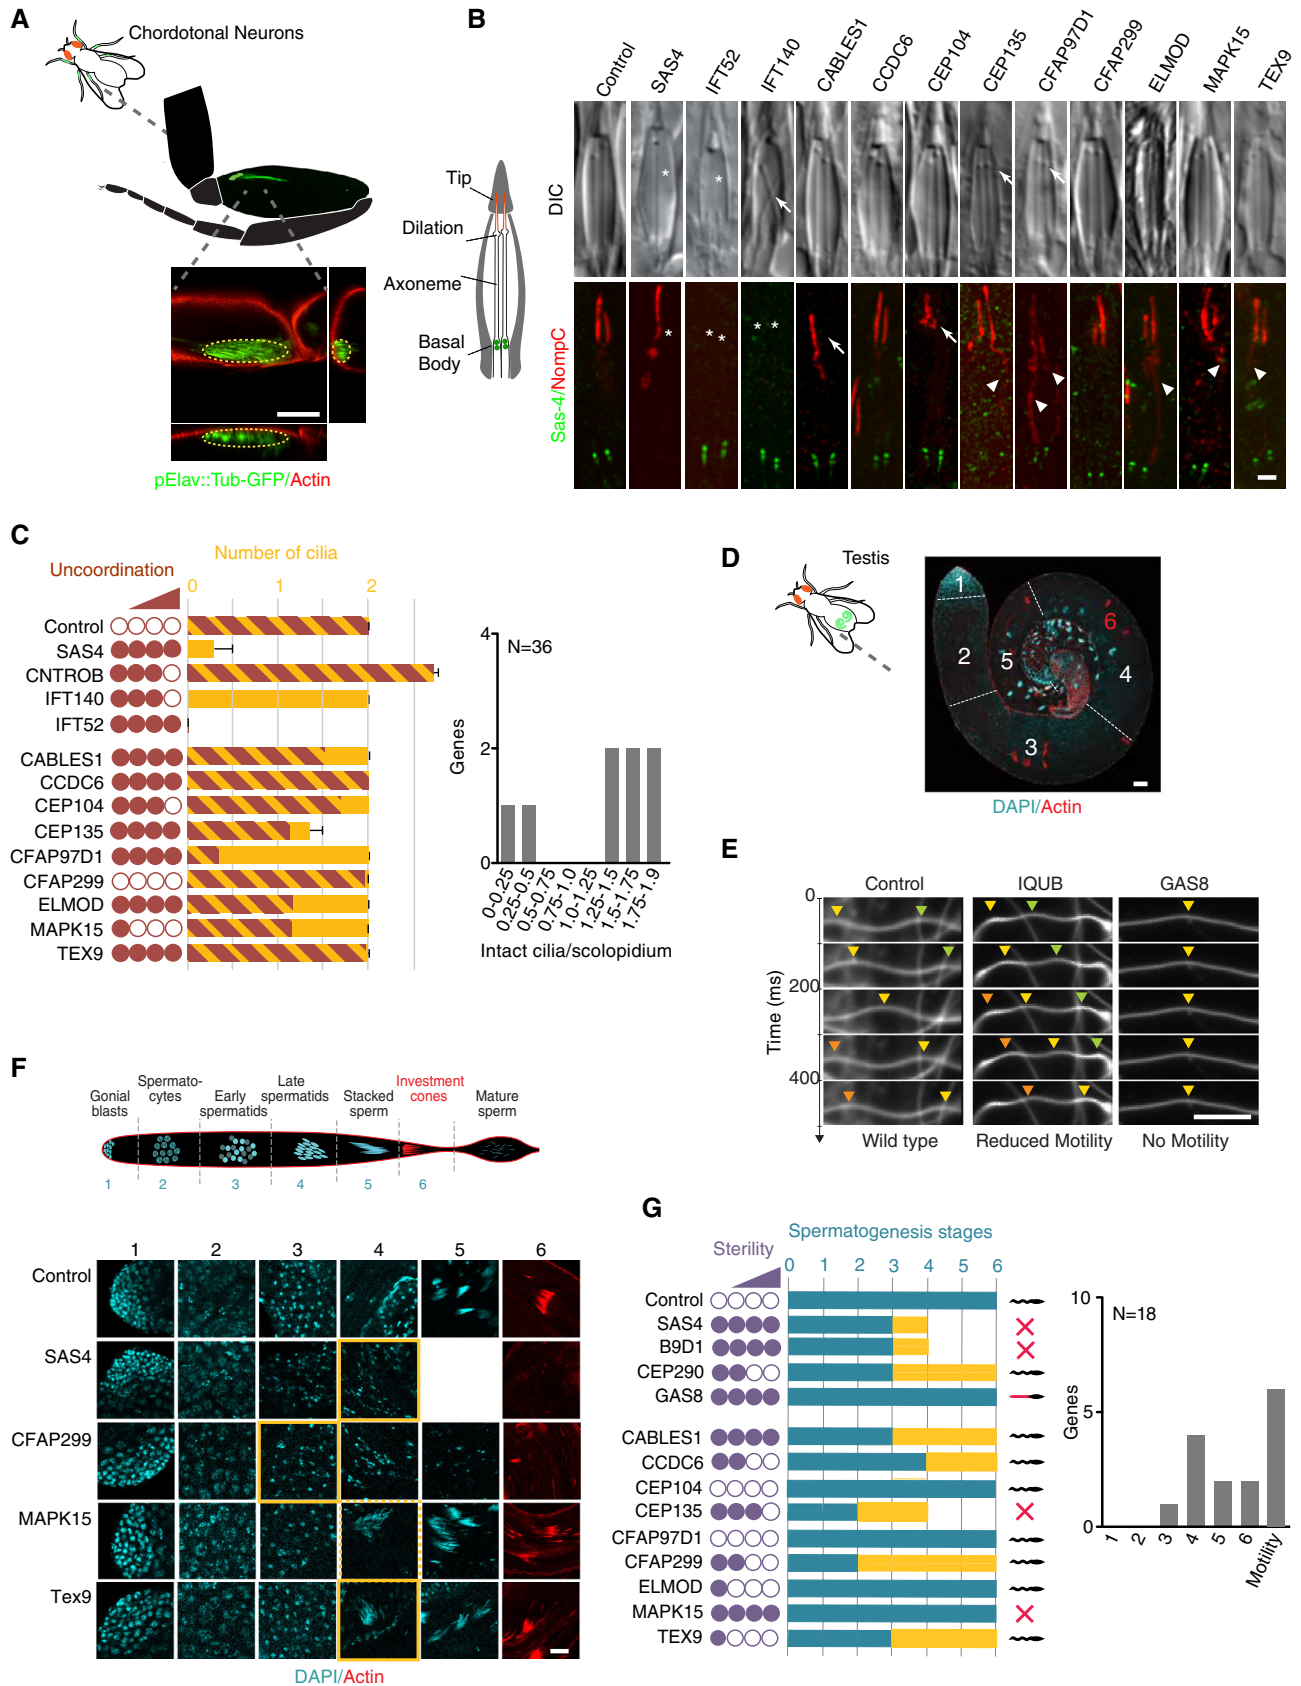 A
Chordotonal Neurons
Tip
Dilation
Axoneme
Basal
Body
pElav::Tub-GFP/Actin
B
Control
SAS4
IFT52
IFT140
CABLES1
CCDC6
CEP104
CEP135
CFAP97D1
CFAP299
ELMOD
MAPK15
TEX9
DIC
Sas-4/NompC
* *
* * * * *
C
Number of cilia
Uncoordination
0 1 2
Control
SAS4
CNTROB
IFT140
IFT52
CABLES1
CCDC6
CEP104
CEP135
CFAP97D1
CFAP299
ELMOD
MAPK15
TEX9
N=36
Genes
4
2
0
0-0.25
0.25-0.5
0.5-0.75
0.75-1.0
1.0-1.25
1.25-1.5
1.5-1.75
1.75-1.9
Intact cilia/scolopidium
D
Testis
1
2
3
4
5
6
DAPI/Actin
E
Control IQUB GAS8
Time (ms)
0
200
400
Wild type Reduced Motility No Motility
F
Gonial
blasts
Spermato-
cytes
Early
spermatids
Late
spermatids
Stacked
sperm
Investment
cones
Mature
sperm
1 2 3 4 5 6
1 2 3 4 5 6
Control
SAS4
CFAP299
MAPK15
Tex9
DAPI/Actin
G
Spermatogenesis stages
Sterility
0 1 2 3 4 5 6
Control
SAS4
B9D1
CEP290
GAS8
CABLES1
CCDC6
CEP104
CEP135
CFAP97D1
CFAP299
ELMOD
MAPK15
TEX9
N=18
Genes
10
5
0
1
2
3
4
5
6
Motility